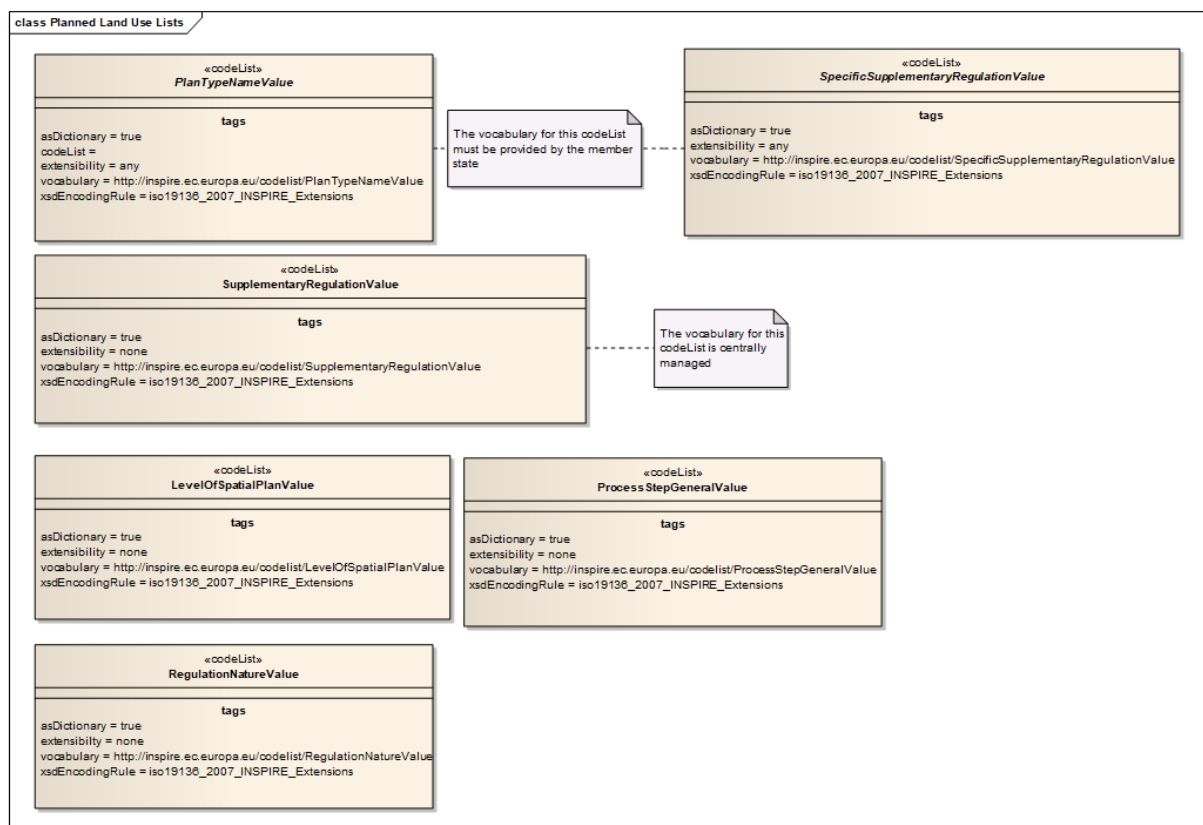 class Planned Land Use Lists
«codeList»
PlanTypeNameValue
tags
asDictionary = true
codeList =
extensibility = any
vocabulary = http://inspire.ec.europa.eu/codelist/PlanTypeNameValue
xsdEncodingRule = iso19136_2007_INSPIRE_Extensions
The vocabulary for this codeList
must be provided by the member
state
«codeList»
SpecificSupplementaryRegulationValue
tags
asDictionary = true
extensibility = any
vocabulary = http://inspire.ec.europa.eu/codelist/SpecificSupplementaryRegulationValue
xsdEncodingRule = iso19136_2007_INSPIRE_Extensions
«codeList»
SupplementaryRegulationValue
tags
asDictionary = true
extensibility = none
vocabulary = http://inspire.ec.europa.eu/codelist/SupplementaryRegulationValue
xsdEncodingRule = iso19136_2007_INSPIRE_Extensions
The vocabulary for this
codeList is centrally
managed
«codeList»
LevelOfSpatialPlanValue
tags
asDictionary = true
extensibility = none
vocabulary = http://inspire.ec.europa.eu/codelist/LevelOfSpatialPlanValue
xsdEncodingRule = iso19136_2007_INSPIRE_Extensions
«codeList»
ProcessStepGeneralValue
tags
asDictionary = true
extensibility = none
vocabulary = http://inspire.ec.europa.eu/codelist/ProcessStepGeneralValue
xsdEncodingRule = iso19136_2007_INSPIRE_Extensions
«codeList»
RegulationNatureValue
tags
asDictionary = true
extensibilty = none
vocabulary = http://inspire.ec.europa.eu/codelist/RegulationNatureValue
xsdEncodingRule = iso19136_2007_INSPIRE_Extensions